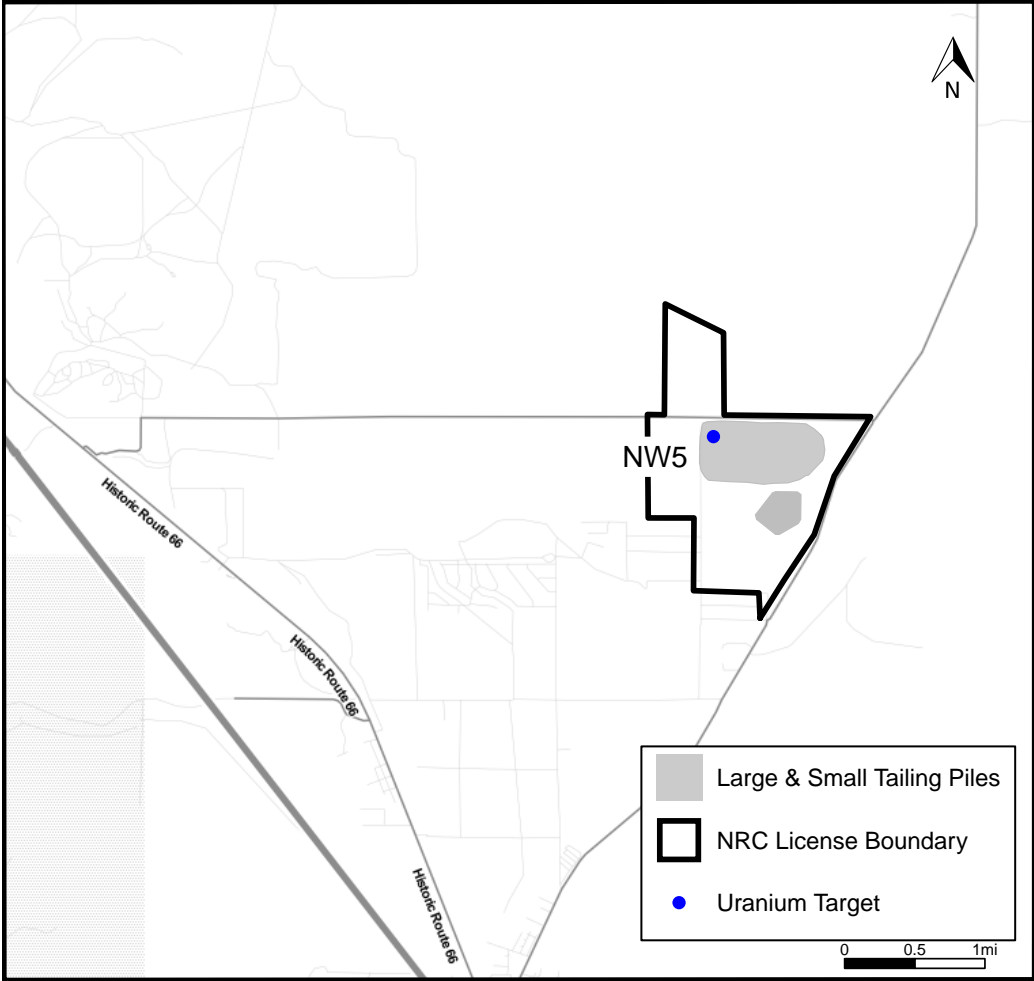 N
NW5
Historic Route 66
Historic Route 66
Historic Route 66
Large & Small Tailing Piles
NRC License Boundary
Uranium Target
0 0.5 1mi